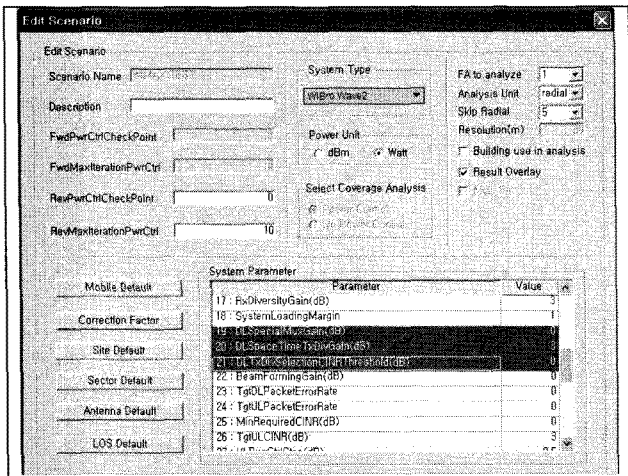 Edit Scenario
Edit Scenario
Scenario Name
Description
FwdPwrCtrlCheckPoint
FwdMaxIterationPwrCtrl
RevPwrCtrlCheckPoint 0
RevMaxIterationPwrCtrl 10
System Type
WiBro Wave2
Power Unit
dBm Watt
Select Coverage Analysis
FA to analyze 1
Analysis Unit radial
Skip Radial 5
Resolution(m)
Building use in analysis
Result Overlay
Mobile Default
Correction Factor
Site Default
Sector Default
Antenna Default
LOS Default
System Parameter
Parameter Value
17 : RxDiversityGain(dB) 3
18 : SystemLoadingMargin 1
19 : DLSpatialMuxGain(dB) 0
20 : DLSpaceTimeTxDivGain(dB) 0
21 : DLTxDivSelectionCINRThreshold(dB) 0
22 : BeamFormingGain(dB) 0
23 : TgtDLPacketErrorRate 0
24 : TgtULPacketErrorRate 0
25 : MinRequiredCINR(dB) 0
26 : TgtULCINR(dB) 3